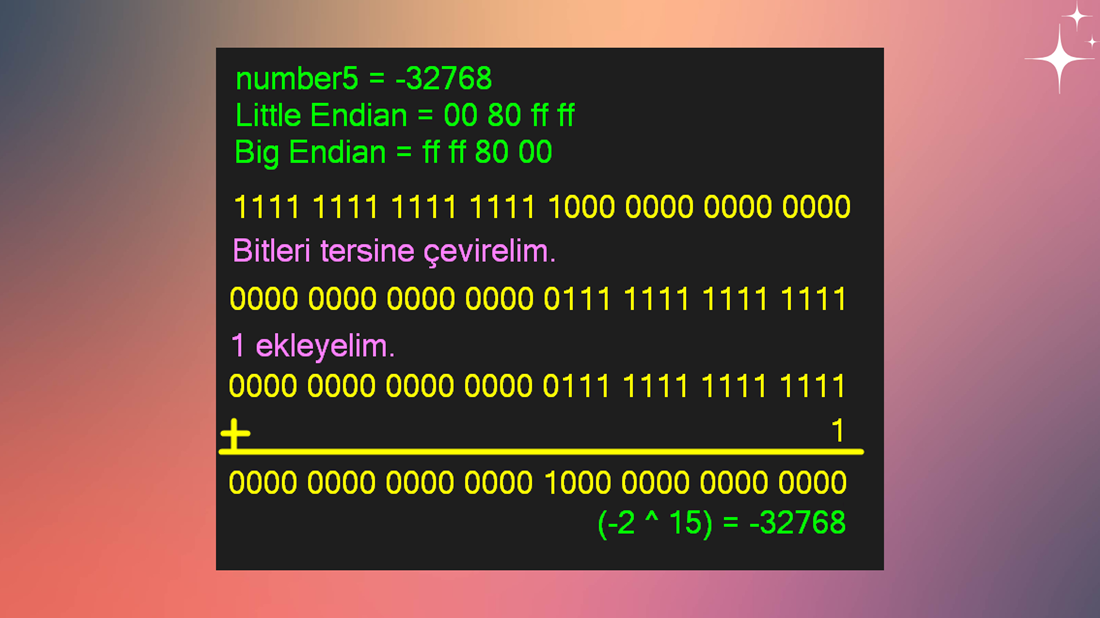 number5 = -32768
Little Endian = 00 80 ff ff
Big Endian = ff ff 80 00
1111 1111 1111 1111 1000 0000 0000 0000
Bitleri tersine çevirelim.
0000 0000 0000 0000 0111 1111 1111 1111
1 ekleyelim.
0000 0000 0000 0000 0111 1111 1111 1111
+ 1
0000 0000 0000 0000 1000 0000 0000 0000
(-2 ^ 15) = -32768